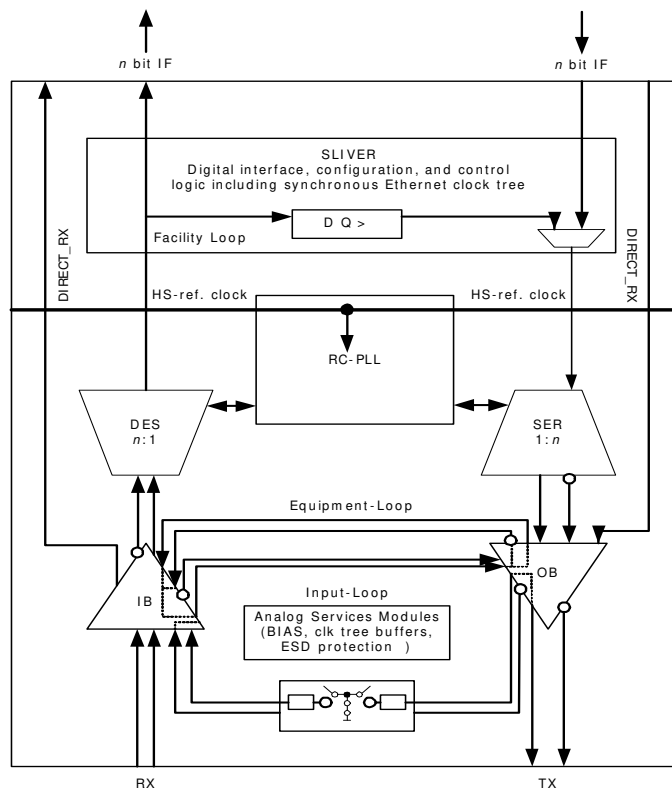 n bit IF
n bit IF
SLIVER
Digital interface, configuration, and control
logic including synchronous Ethernet clock tree
D Q >
Facility Loop
DIRECT_RX
DIRECT_RX
HS-ref. clock
HS-ref. clock
RC-PLL
DES
n:1
SER
1:n
Equipment-Loop
IB
OB
Input-Loop
Analog Services Modules
(BIAS, clk tree buffers,
ESD protection )
RX
TX